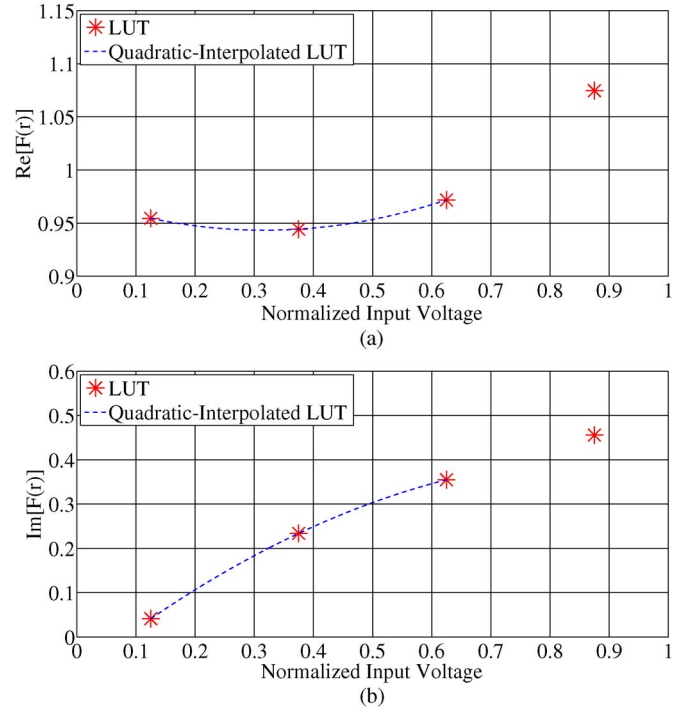 LUT
Quadratic-Interpolated LUT
1.15
1.1
1.05
1
0.95
0.9
Re[F(r)]
0 0.1 0.2 0.3 0.4 0.5 0.6 0.7 0.8 0.9 1
Normalized Input Voltage
(a)
LUT
Quadratic-Interpolated LUT
0.6
0.5
0.4
0.3
0.2
0.1
0
Im[F(r)]
0 0.1 0.2 0.3 0.4 0.5 0.6 0.7 0.8 0.9 1
Normalized Input Voltage
(b)